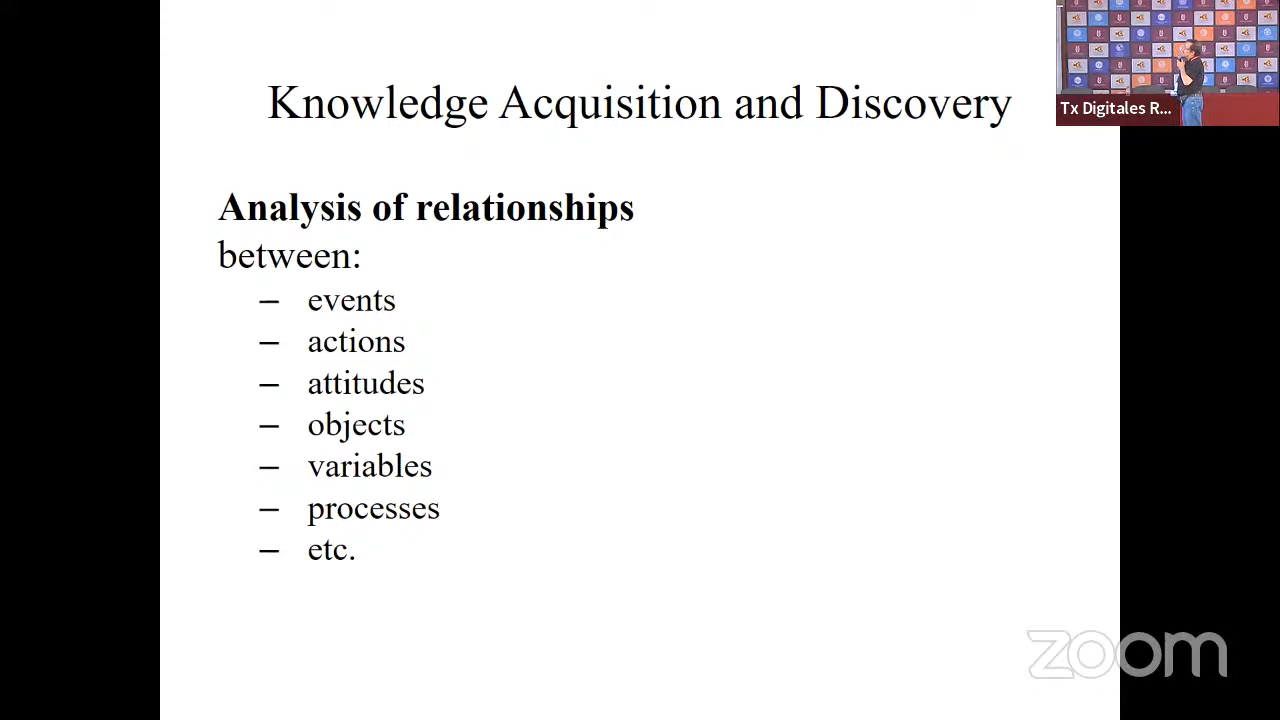 Knowledge Acquisition and Discovery
Tx Digitales R...
Analysis of relationships
between:
– events
– actions
– attitudes
– objects
– variables
– processes
– etc.
zoom